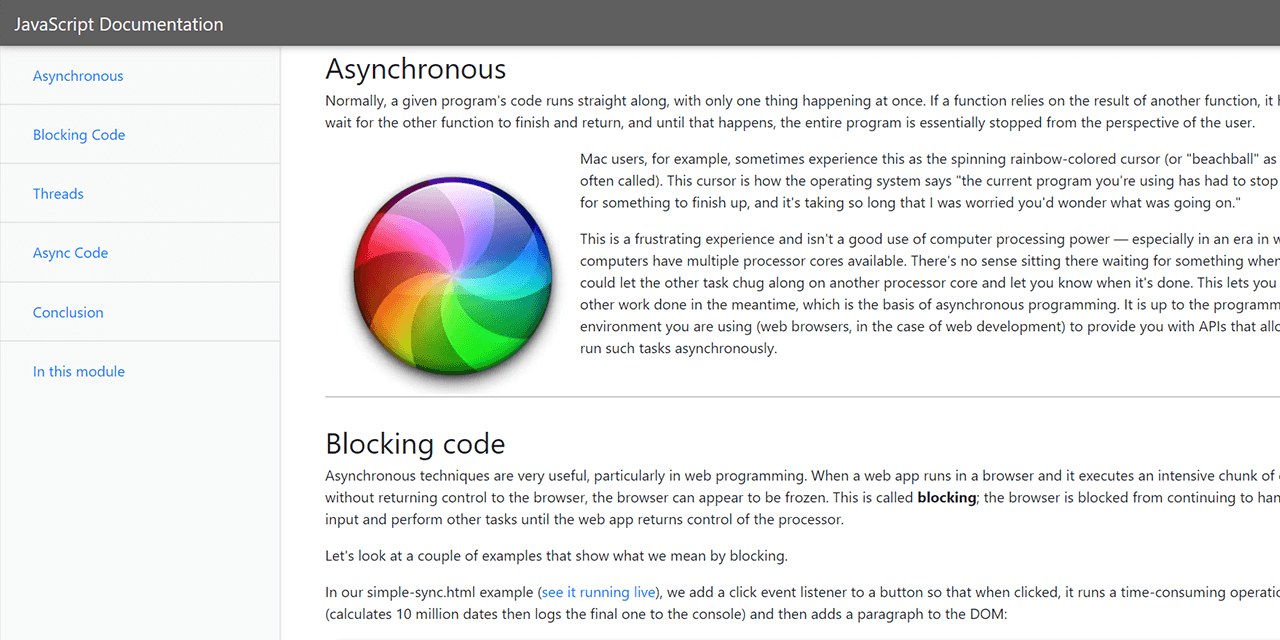 JavaScript Documentation
Asynchronous
Blocking Code
Threads
Async Code
Conclusion
In this module
Asynchronous
Normally, a given program's code runs straight along, with only one thing happening at once. If a function relies on the result of another function, it
wait for the other function to finish and return, and until that happens, the entire program is essentially stopped from the perspective of the user.
Mac users, for example, sometimes experience this as the spinning rainbow-colored cursor (or "beachball" as
often called). This cursor is how the operating system says "the current program you're using has had to stop
for something to finish up, and it's taking so long that I was worried you'd wonder what was going on."
This is a frustrating experience and isn't a good use of computer processing power — especially in an era in
computers have multiple processor cores available. There's no sense sitting there waiting for something when
could let the other task chug along on another processor core and let you know when it's done. This lets you
other work done in the meantime, which is the basis of asynchronous programming. It is up to the
environment you are using (web browsers, in the case of web development) to provide you with APIs that
run such tasks asynchronously.
Blocking code
Asynchronous techniques are very useful, particularly in web programming. When a web app runs in a browser and it executes an intensive chunk of
without returning control to the browser, the browser can appear to be frozen. This is called blocking; the browser is blocked from continuing to
input and perform other tasks until the web app returns control of the processor.
Let's look at a couple of examples that show what we mean by blocking.
In our simple-sync.html example (see it running live), we add a click event listener to a button so that when clicked, it runs a time-consuming
(calculates 10 million dates then logs the final one to the console) and then adds a paragraph to the DOM: